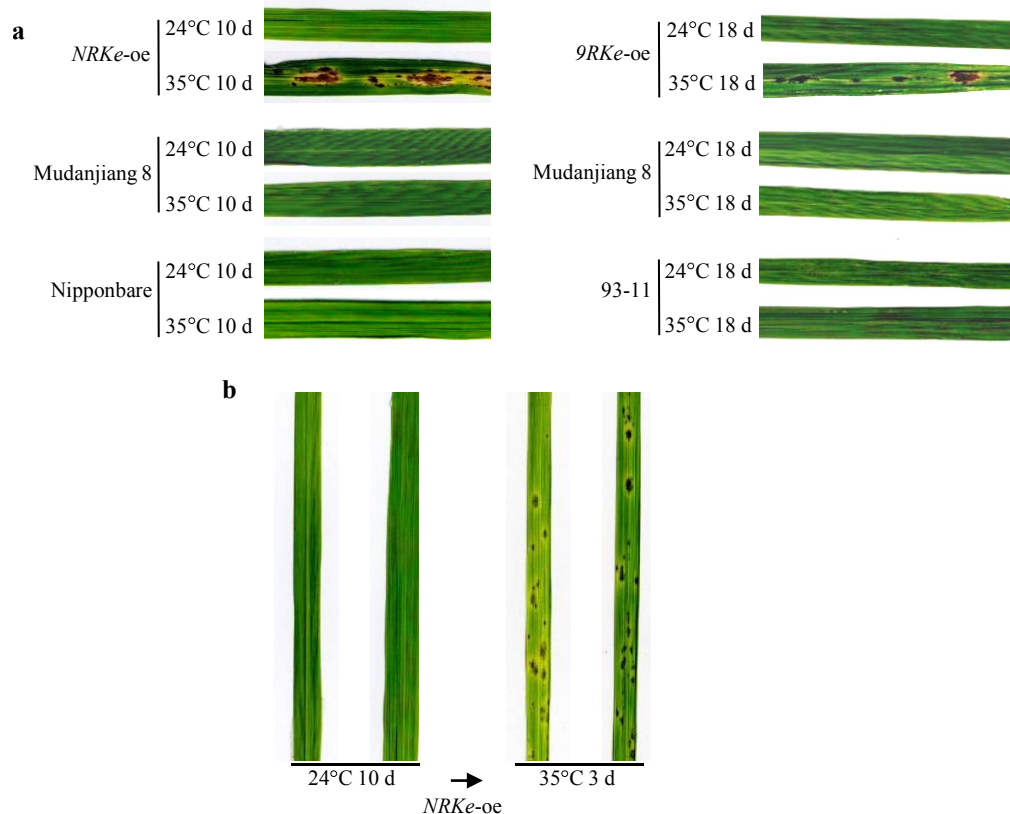 a
NRKe-oe
24°C 10 d
35°C 10 d
Mudanjiang 8
24°C 10 d
35°C 10 d
Nipponbare
24°C 10 d
35°C 10 d
9RKe-oe
24°C 18 d
35°C 18 d
Mudanjiang 8
24°C 18 d
35°C 18 d
93-11
24°C 18 d
35°C 18 d
b
24°C 10 d
35°C 3 d
NRKe-oe